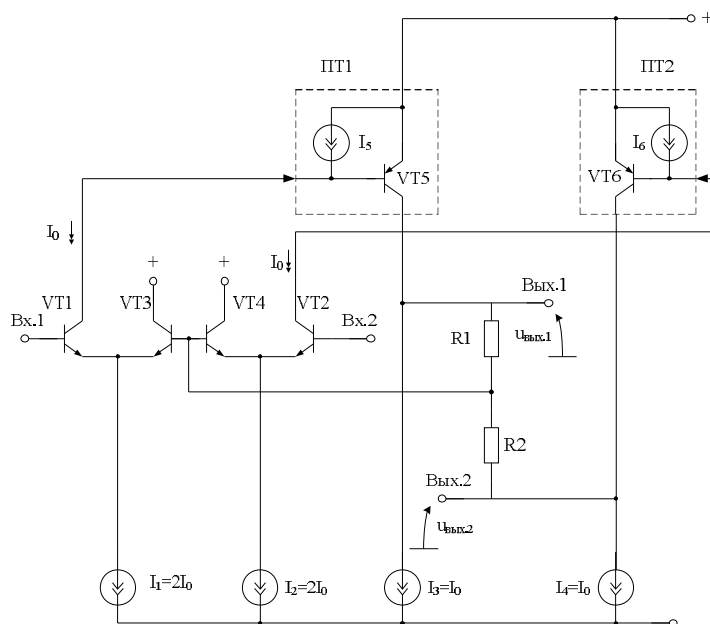 +
ПТ1
ПТ2
I5
I6
VT5
VT6
I0
I0
+
+
VT1
VT3
VT4
VT2
Вх.1
Вх.2
Вых.1
R1
uвых.1
R2
Вых.2
uвых.2
I1=2I0
I2=2I0
I3=I0
I4=I0